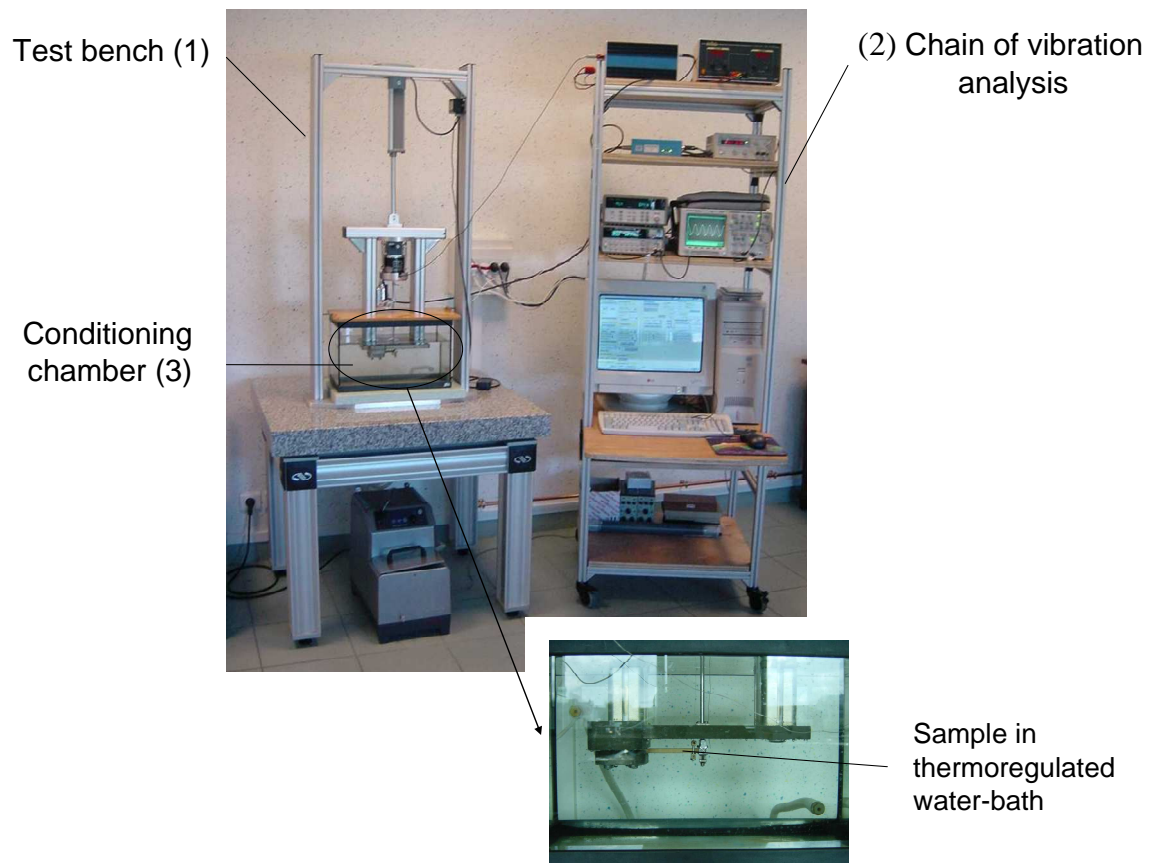 Test bench (1)
(2) Chain of vibration
analysis
Conditioning
chamber (3)
Sample in
thermoregulated
water-bath